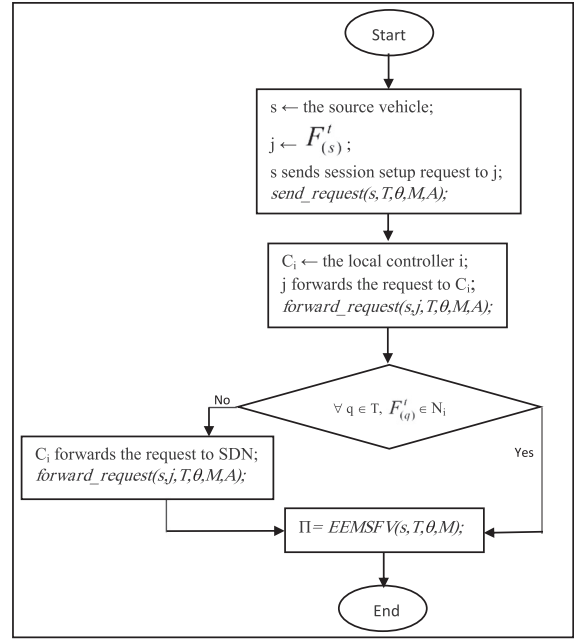 Start
s ← the source vehicle;
j ← F^t_(s) ;
s sends session setup request to j;
send_request(s,T,θ,M,A);
C_i ← the local controller i;
j forwards the request to C_i;
forward_request(s,j,T,θ,M,A);
∀ q ∈ T, F^t_(q) ∈ N_i
No
Yes
C_i forwards the request to SDN;
forward_request(s,j,T,θ,M,A);
Π= EEMSFV(s,T,θ,M);
End